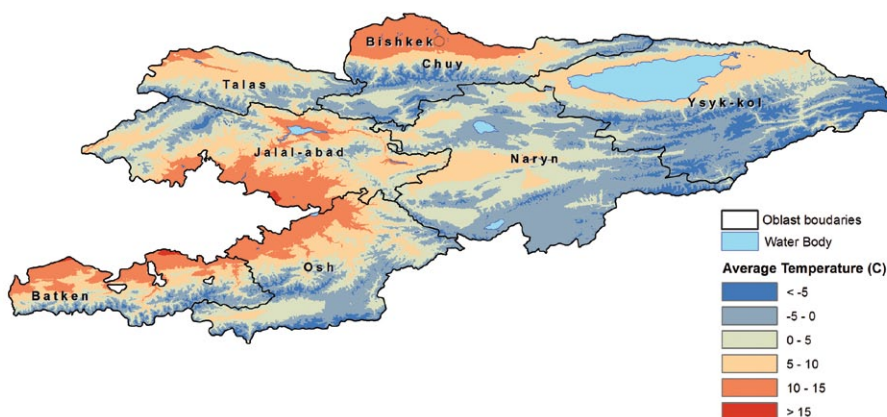 Bishkek
Chuy
Talas
Ysyk-kol
Jalal-abad
Naryn
Osh
Batken
Oblast boudaries
Water Body
Average Temperature (C)
< -5
-5 - 0
0 - 5
5 - 10
10 - 15
> 15